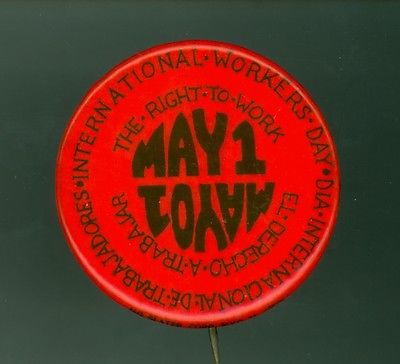 INTERNATIONAL·WORKERS·DAY·DIA·INTERNACIONAL·DE·TRABAJADORES·
THE·RIGHT·TO·WORK
MAY 1
MAYO 1
EL·DERECHO·A·TRABAJAR